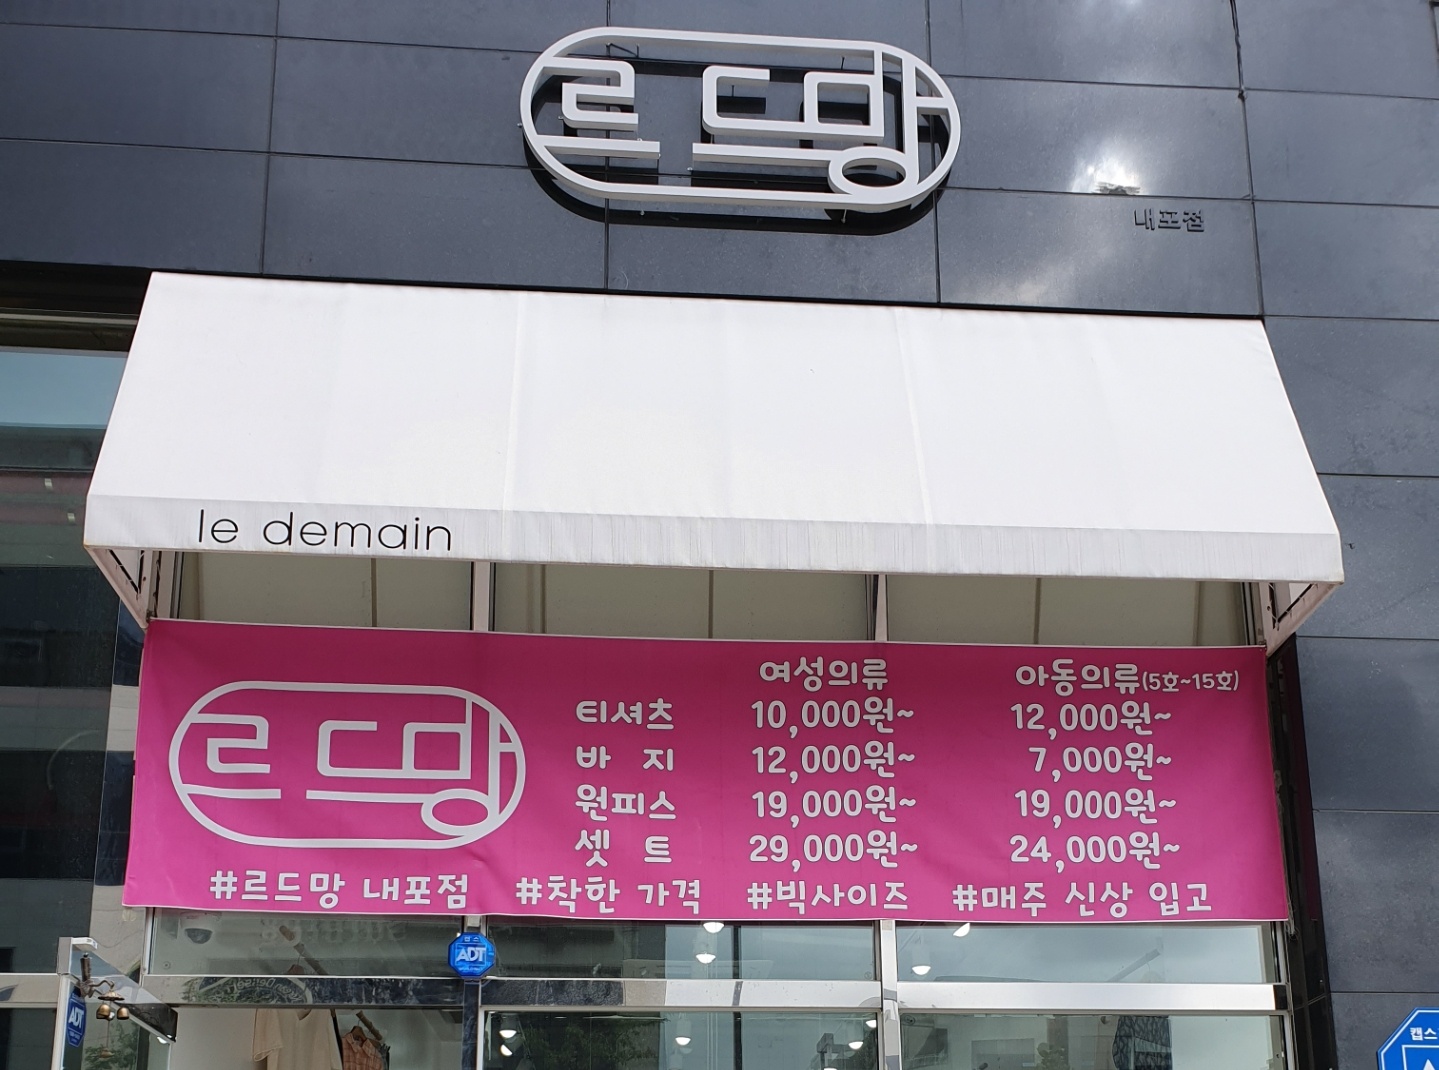 르드망
내포점
le demain
르드망
여성의류 아동의류(5호~15호)
티셔츠 10,000원~ 12,000원~
바 지 12,000원~ 7,000원~
원피스 19,000원~ 19,000원~
셋 트 29,000원~ 24,000원~
#르드망 내포점 #착한 가격 #빅사이즈 #매주 신상 입고
캡스
ADT
ADT
캡스